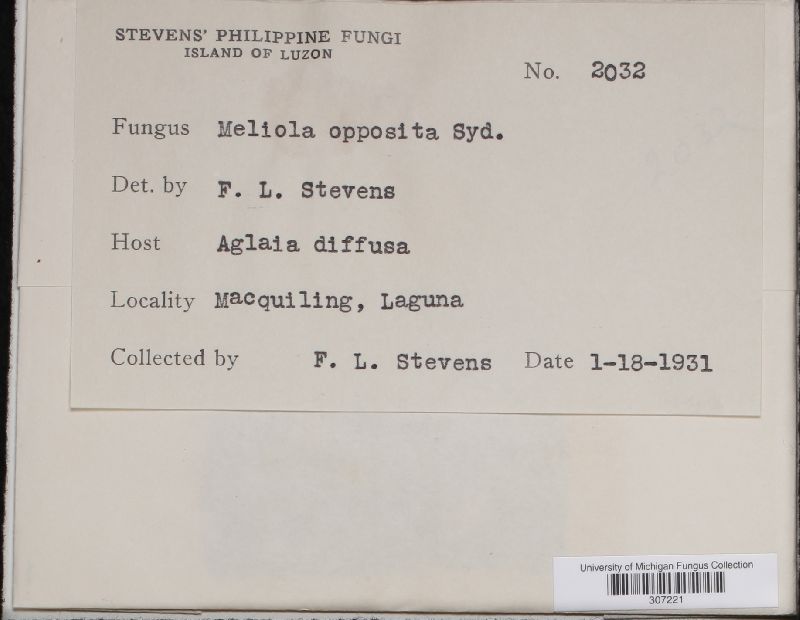 STEVENS' PHILIPPINE FUNGI
ISLAND OF LUZON
No. 2032
Fungus Meliola opposita Syd.
Det. by F. L. Stevens
Host Aglaia diffusa
Locality Macquiling, Laguna
Collected by F. L. Stevens Date 1-18-1931
University of Michigan Fungus Collection
307221